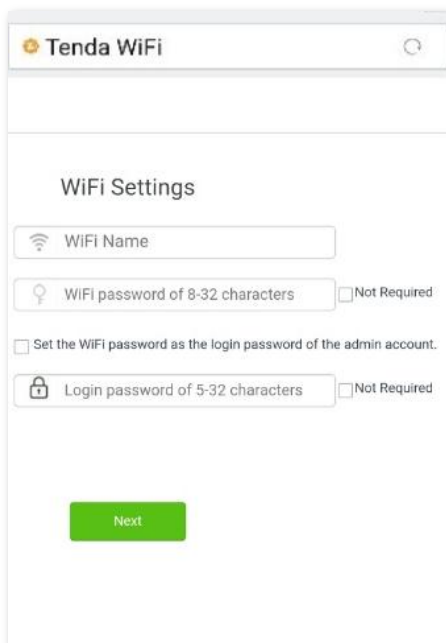 Tenda WiFi
WiFi Settings
WiFi Name
WiFi password of 8-32 characters
Not Required
Set the WiFi password as the login password of the admin account.
Login password of 5-32 characters
Not Required
Next